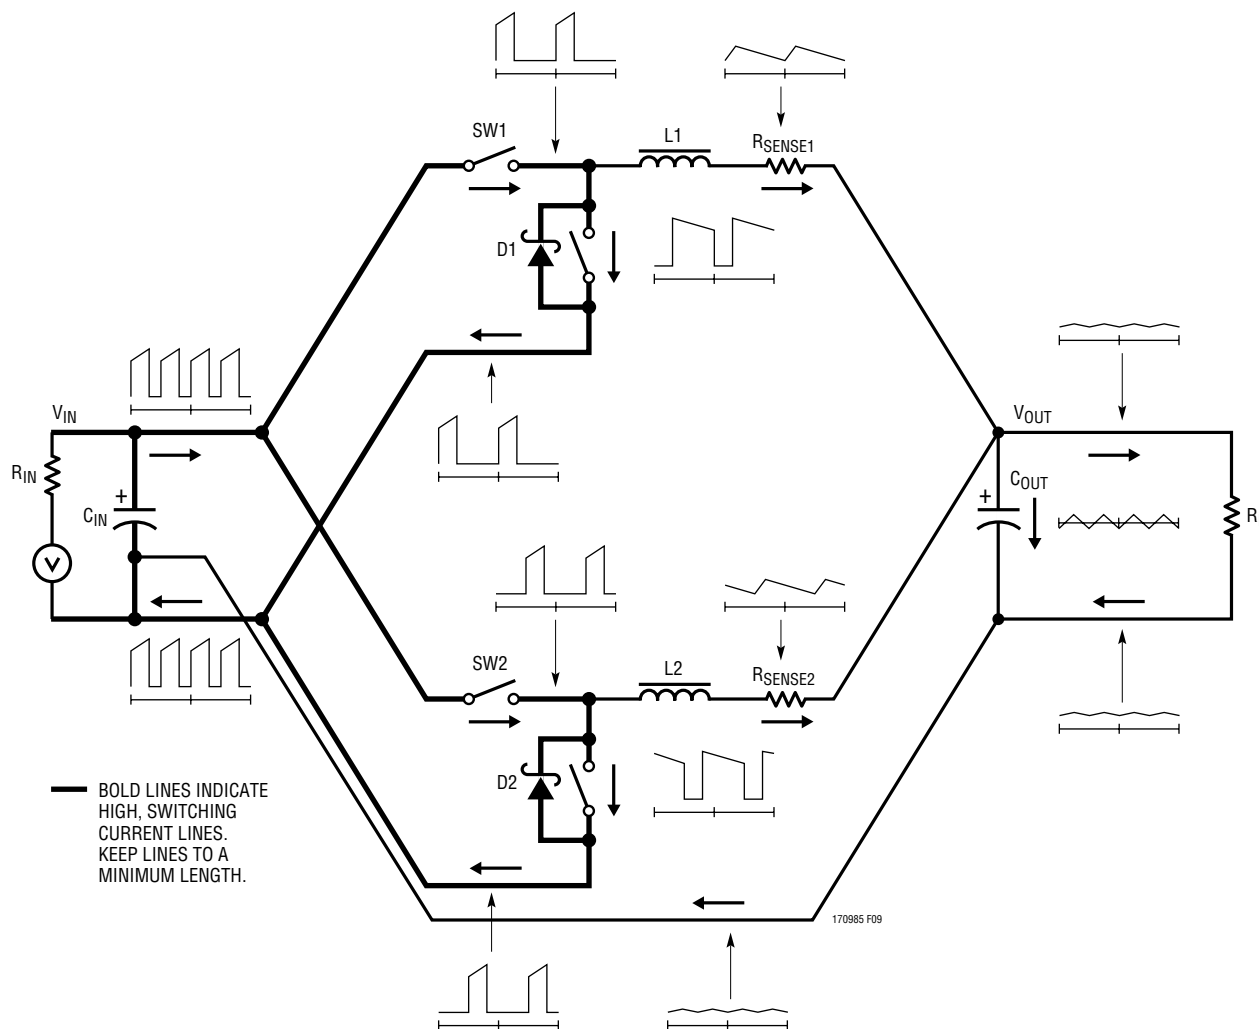 SW1
L1
RSENSE1
D1
VIN
RIN
+
CIN
V
VOUT
+
COUT
R
SW2
L2
RSENSE2
D2
BOLD LINES INDICATE
HIGH, SWITCHING
CURRENT LINES.
KEEP LINES TO A
MINIMUM LENGTH.
170985 F09